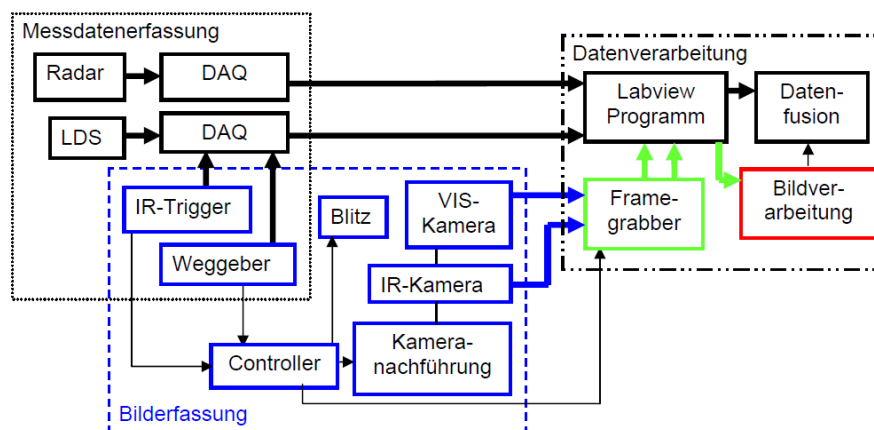 Messdatenerfassung
Radar
DAQ
LDS
DAQ
IR-Trigger
Weggeber
Blitz
VIS-
Kamera
IR-Kamera
Controller
Kamera-
nachführung
Bilderfassung
Datenverarbeitung
Labview
Programm
Daten-
fusion
Frame-
grabber
Bildver-
arbeitung